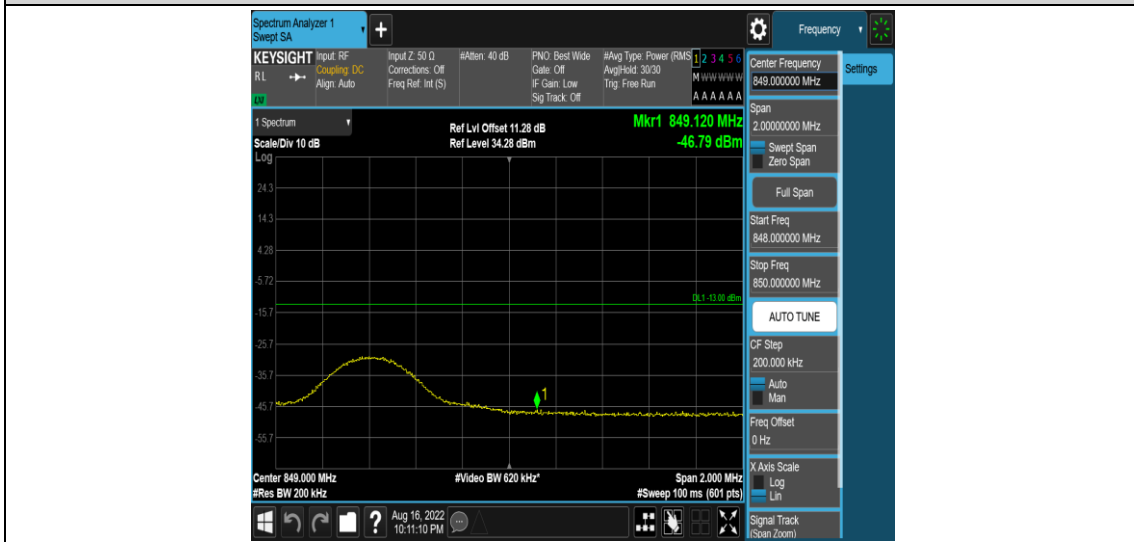 Spectrum Analyzer 1
Swept SA
+
Frequency
KEYSIGHT
RL
LXI
Input: RF
Coupling: DC
Align: Auto
Input Z: 50 Ω
Corrections: Off
Freq Ref: Int (S)
#Atten: 40 dB
PNO: Best Wide
Gate: Off
IF Gain: Low
Sig Track: Off
#Avg Type: Power (RMS
Avg|Hold: 30/30
Trig: Free Run
1 2 3 4 5 6
M W W W W W
A A A A A A
1 Spectrum
Scale/Div 10 dB
Log
Ref Lvl Offset 11.28 dB
Ref Level 34.28 dBm
Mkr1 849.120 MHz
-46.79 dBm
24.3
14.3
4.28
-5.72
DL1 -13.00 dBm
-15.7
-25.7
-35.7
1
-45.7
-55.7
Center 849.000 MHz
#Video BW 620 kHz*
Span 2.000 MHz
#Res BW 200 kHz
#Sweep 100 ms (601 pts)
?
Aug 16, 2022
10:11:10 PM
Center Frequency
849.000000 MHz
Settings
Span
2.00000000 MHz
Swept Span
Zero Span
Full Span
Start Freq
848.000000 MHz
Stop Freq
850.000000 MHz
AUTO TUNE
CF Step
200.000 kHz
Auto
Man
Freq Offset
0 Hz
X Axis Scale
Log
Lin
Signal Track
(Span Zoom)